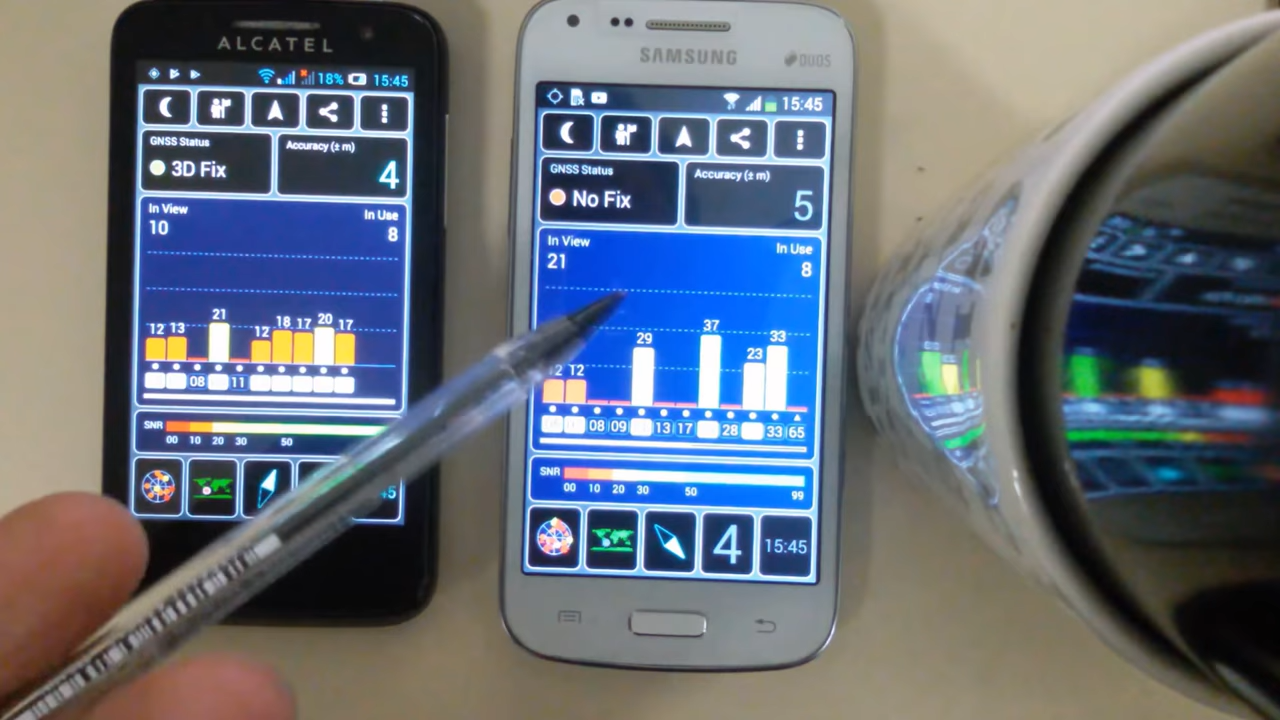 ALCATEL
18% 15:45
GNSS Status
3D Fix
Accuracy (± m)
4
In View
10
In Use
8
12 13 21 12 18 17 20 17
08 11
SNR
00 10 20 30 50
SAMSUNG
DUOS
15:45
GNSS Status
No Fix
Accuracy (± m)
5
In View
21
In Use
8
12 29 37 23 33
08 09 13 17 28 33 65
SNR
00 10 20 30 50 99
4
15:45